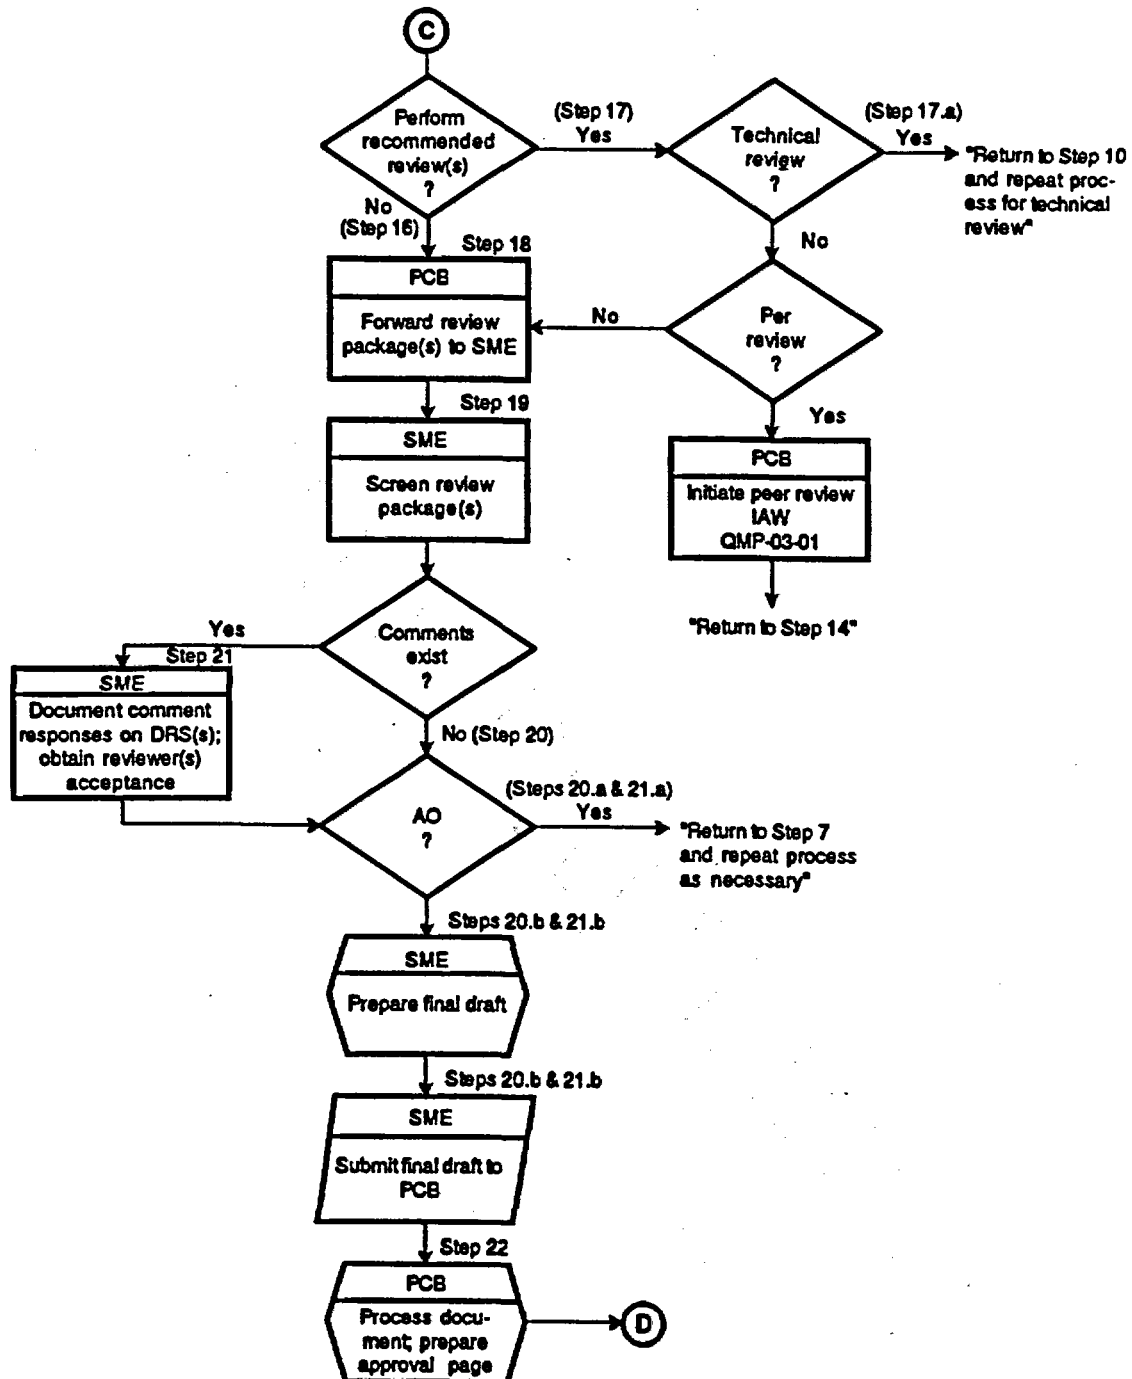 C
Perform
recommended
review(s)
?
(Step 17)
Yes
Technical
review
?
(Step 17.a)
Yes
"Return to Step 10
and repeat proc-
ess for technical
review"
No
(Step 16)
Step 18
PCB
Forward review
package(s) to SME
No
No
Per
review
?
Yes
PCB
Initiate peer review
IAW
QMP-03-01
"Return to Step 14"
Step 19
SME
Screen review
package(s)
Comments
exist
?
Yes
Step 21
SME
Document comment
responses on DRS(s);
obtain reviewer(s)
acceptance
No (Step 20)
AO
?
(Steps 20.a & 21.a)
Yes
"Return to Step 7
and repeat process
as necessary"
Steps 20.b & 21.b
SME
Prepare final draft
Steps 20.b & 21.b
SME
Submit final draft to
PCB
Step 22
PCB
Process docu-
ment; prepare
approval page
D